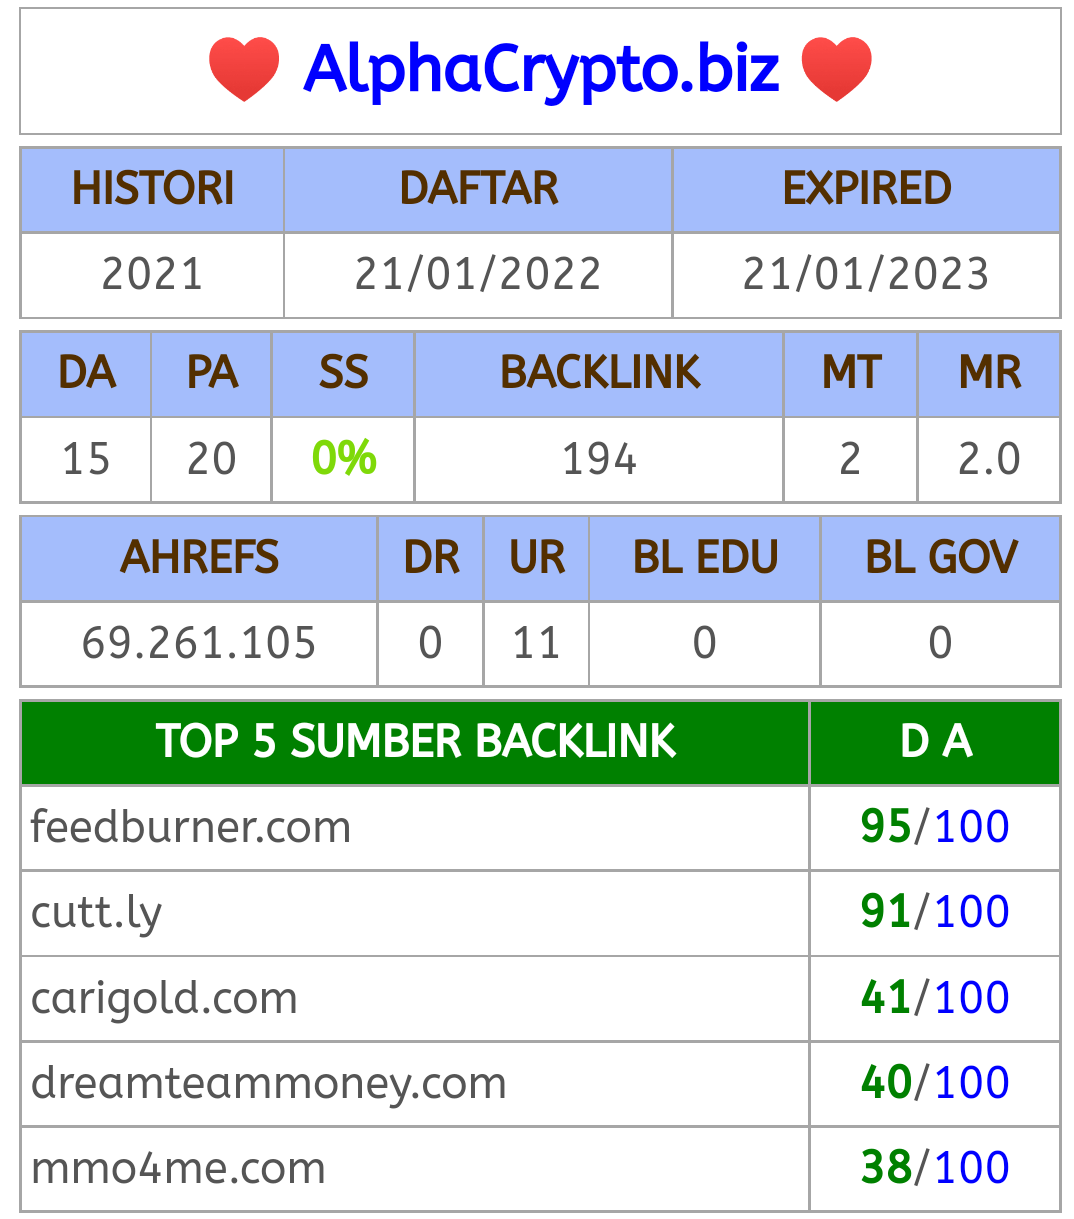 AlphaCrypto.biz
HISTORI DAFTAR EXPIRED
2021 21/01/2022 21/01/2023
DA PA SS BACKLINK MT MR
15 20 0% 194 2 2.0
AHREFS DR UR BL EDU BL GOV
69.261.105 0 11 0 0
TOP 5 SUMBER BACKLINK D A
feedburner.com 95/100
cutt.ly 91/100
carigold.com 41/100
dreamteammoney.com 40/100
mmo4me.com 38/100